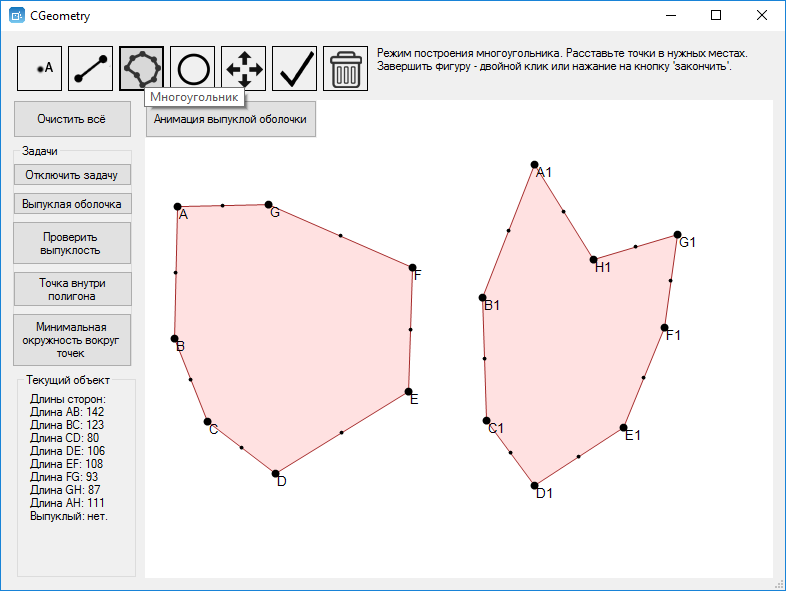 CGeometry
A
Режим построения многоугольника. Расставьте точки в нужных местах.
Завершить фигуру - двойной клик или нажание на кнопку 'закончить'.
Многоугольник
Очистить всё
Анимация выпуклой оболочки
Задачи
Отключить задачу
Выпуклая оболочка
Проверить
выпуклость
Точка внутри
полигона
Минимальная
окружность вокруг
точек
Текущий объект
Длины сторон:
Длина AB: 142
Длина BC: 123
Длина CD: 80
Длина DE: 106
Длина EF: 108
Длина FG: 93
Длина GH: 87
Длина AH: 111
Выпуклый: нет.
A
G
F
B
E
C
D
A1
G1
H1
B1
F1
C1
E1
D1